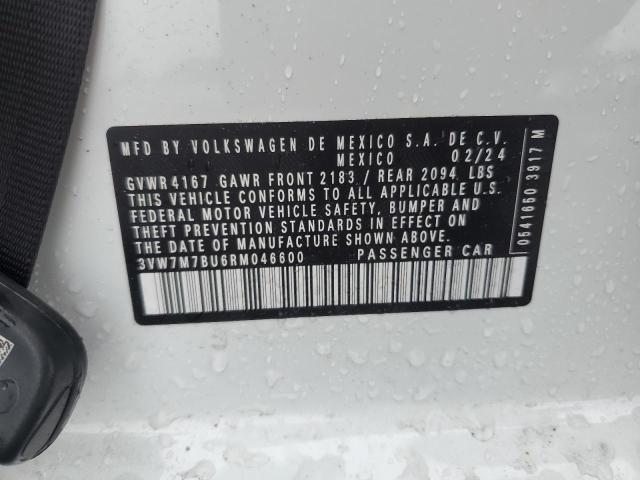 MFD BY VOLKSWAGEN DE MEXICO S.A. DE C.V.
MEXICO 02/24
GVWR 4167 GAWR FRONT 2183 / REAR 2094 LBS
THIS VEHICLE CONFORMS TO ALL APPLICABLE U.S.
FEDERAL MOTOR VEHICLE SAFETY, BUMPER AND
THEFT PREVENTION STANDARDS IN EFFECT ON
THE DATE OF MANUFACTURE SHOWN ABOVE.
3VW7M7BU6RM046600 PASSENGER CAR
0541660 3917 M